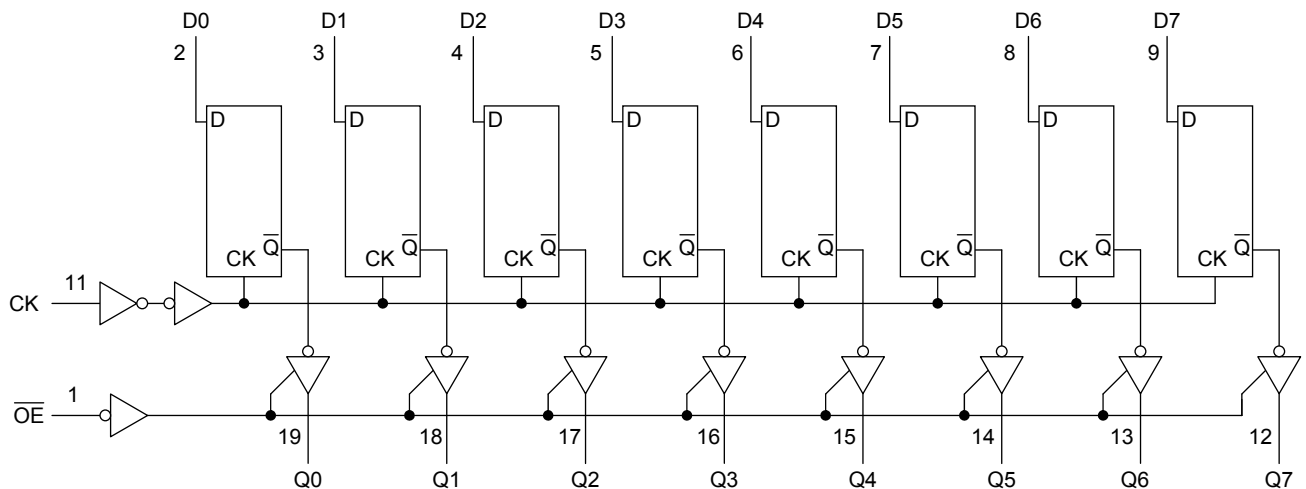 D0 D1 D2 D3 D4 D5 D6 D7
2 3 4 5 6 7 8 9
D D D D D D D D
Q̅ Q̅ Q̅ Q̅ Q̅ Q̅ Q̅ Q̅
CK CK CK CK CK CK CK CK
11
CK
1
O̅E̅
19 18 17 16 15 14 13 12
Q0 Q1 Q2 Q3 Q4 Q5 Q6 Q7